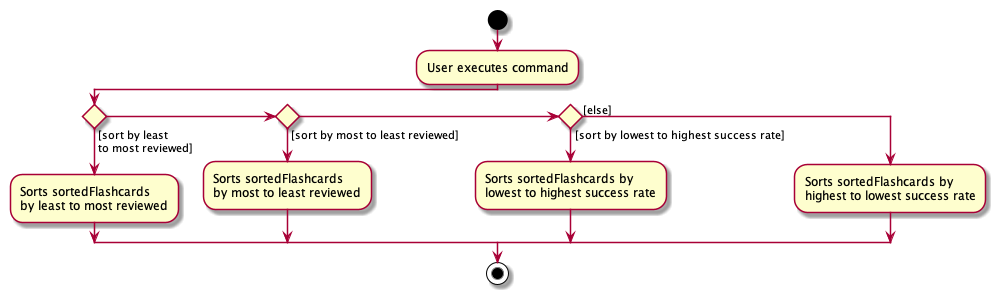 User executes command
[else]
[sort by least
to most reviewed]
[sort by most to least reviewed]
[sort by lowest to highest success rate]
Sorts sortedFlashcards
by least to most reviewed
Sorts sortedFlashcards
by most to least reviewed
Sorts sortedFlashcards by
lowest to highest success rate
Sorts sortedFlashcards by
highest to lowest success rate